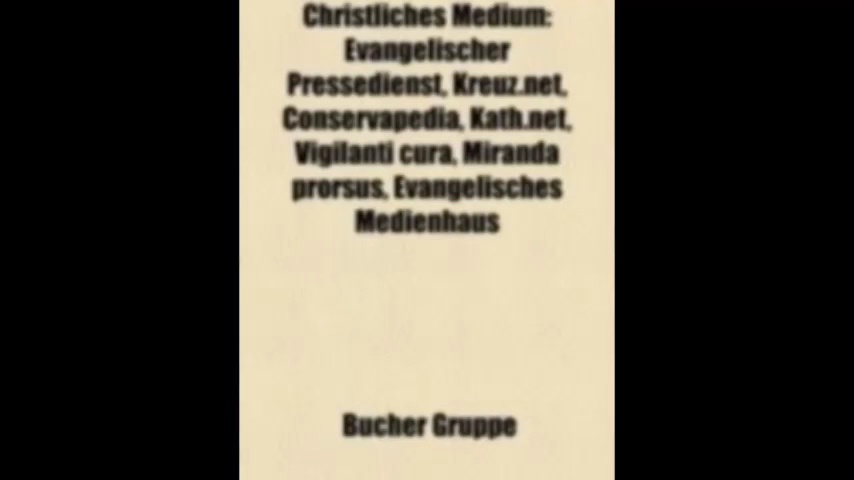 Christliches Medium:
Evangelischer
Pressedienst, Kreuz.net,
Conservapedia, Kath.net,
Vigilanti cura, Miranda
prorsus, Evangelisches
Medienhaus
Bucher Gruppe